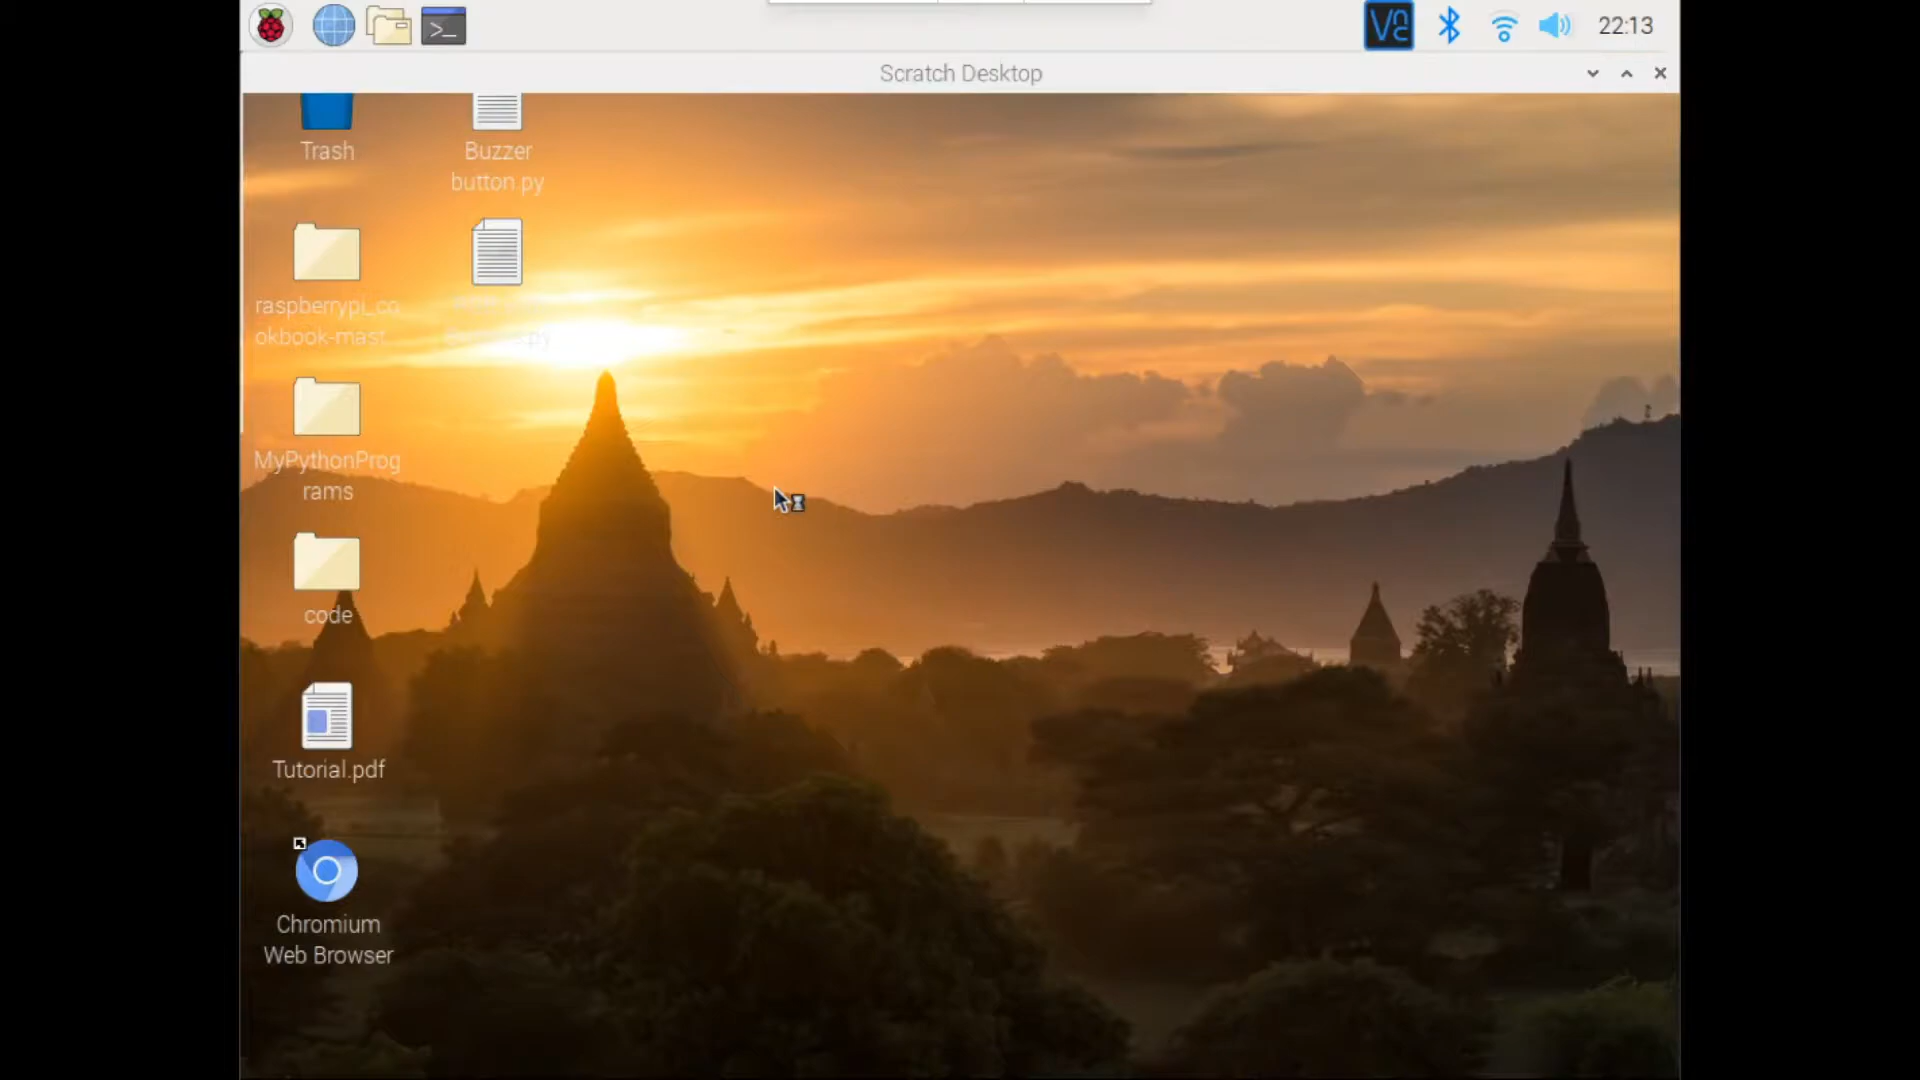 >_
VNC
22:13
Scratch Desktop
Trash
Buzzer
button.py
raspberrypi_co
okbook-mast...
MyPythonProg
rams
code
Tutorial.pdf
Chromium
Web Browser